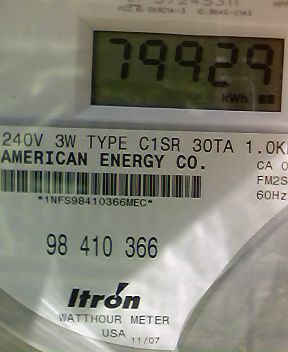 79929
kWh
240V 3W TYPE C1SR 30TA 1.0K
AMERICAN ENERGY CO.
CA 0
FM2S
60Hz
*1NFS98410366MEC*
98 410 366
Itrón
WATTHOUR METER
USA 11/07